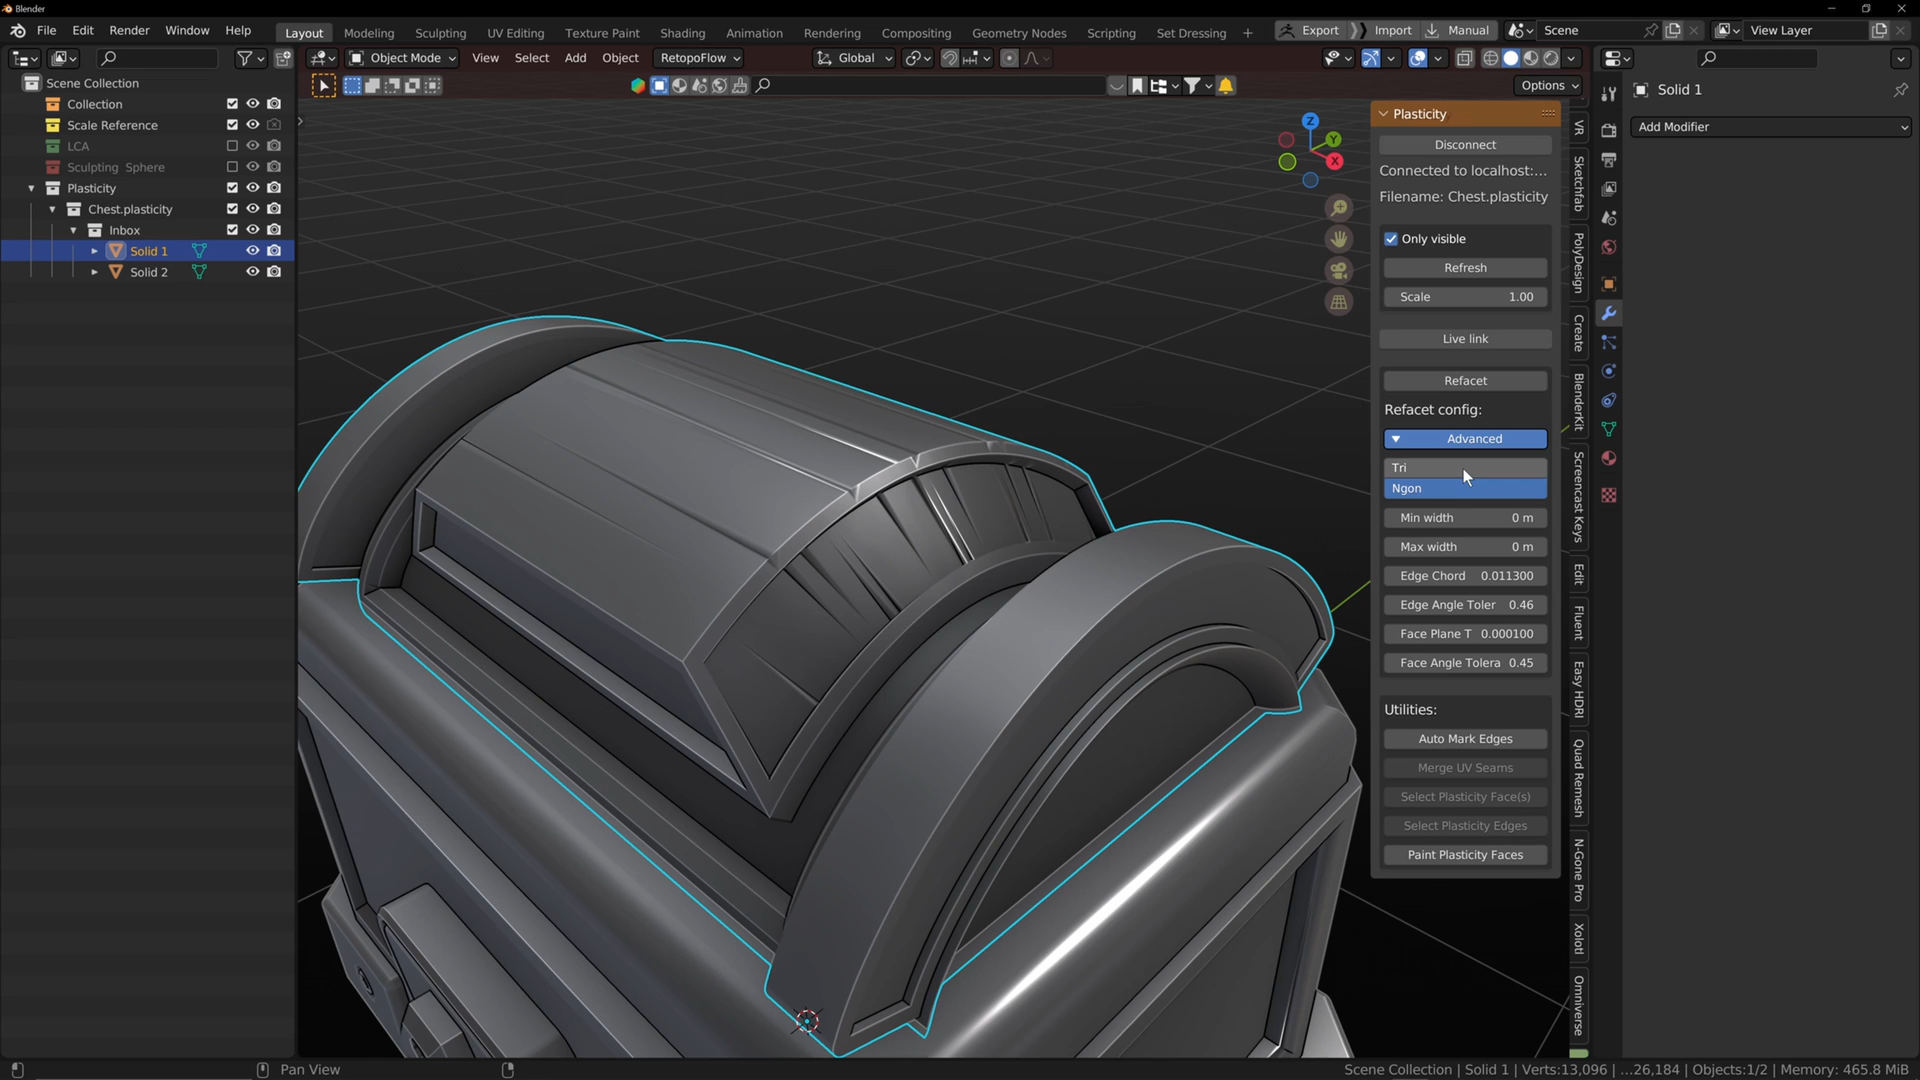 Blender
File Edit Render Window Help
Layout Modeling Sculpting UV Editing Texture Paint Shading Animation Rendering Compositing Geometry Nodes Scripting Set Dressing +
Export Import Manual Scene View Layer
Object Mode View Select Add Object RetopoFlow Global
Options
Scene Collection
Collection
Scale Reference
LCA
Sculpting Sphere
Plasticity
Chest.plasticity
Inbox
Solid 1
Solid 2
Z
Y
X
Plasticity
Disconnect
Connected to localhost:...
Filename: Chest.plasticity
Only visible
Refresh
Scale 1.00
Live link
Refacet
Refacet config:
Advanced
Tri
Ngon
Min width 0 m
Max width 0 m
Edge Chord 0.011300
Edge Angle Toler 0.46
Face Plane T 0.000100
Face Angle Tolera 0.45
Utilities:
Auto Mark Edges
Merge UV Seams
Select Plasticity Face(s)
Select Plasticity Edges
Paint Plasticity Faces
VR
Sketchfab
PolyDesign
Create
BlenderKit
Screencast Keys
Edit
Fluent
Easy HDRI
Quad Remesh
N-Gone Pro
Xolotl
Omniverse
Solid 1
Add Modifier
Pan View
Scene Collection | Solid 1 | Verts:13,096 | ...26,184 | Objects:1/2 | Memory: 465.8 MiB